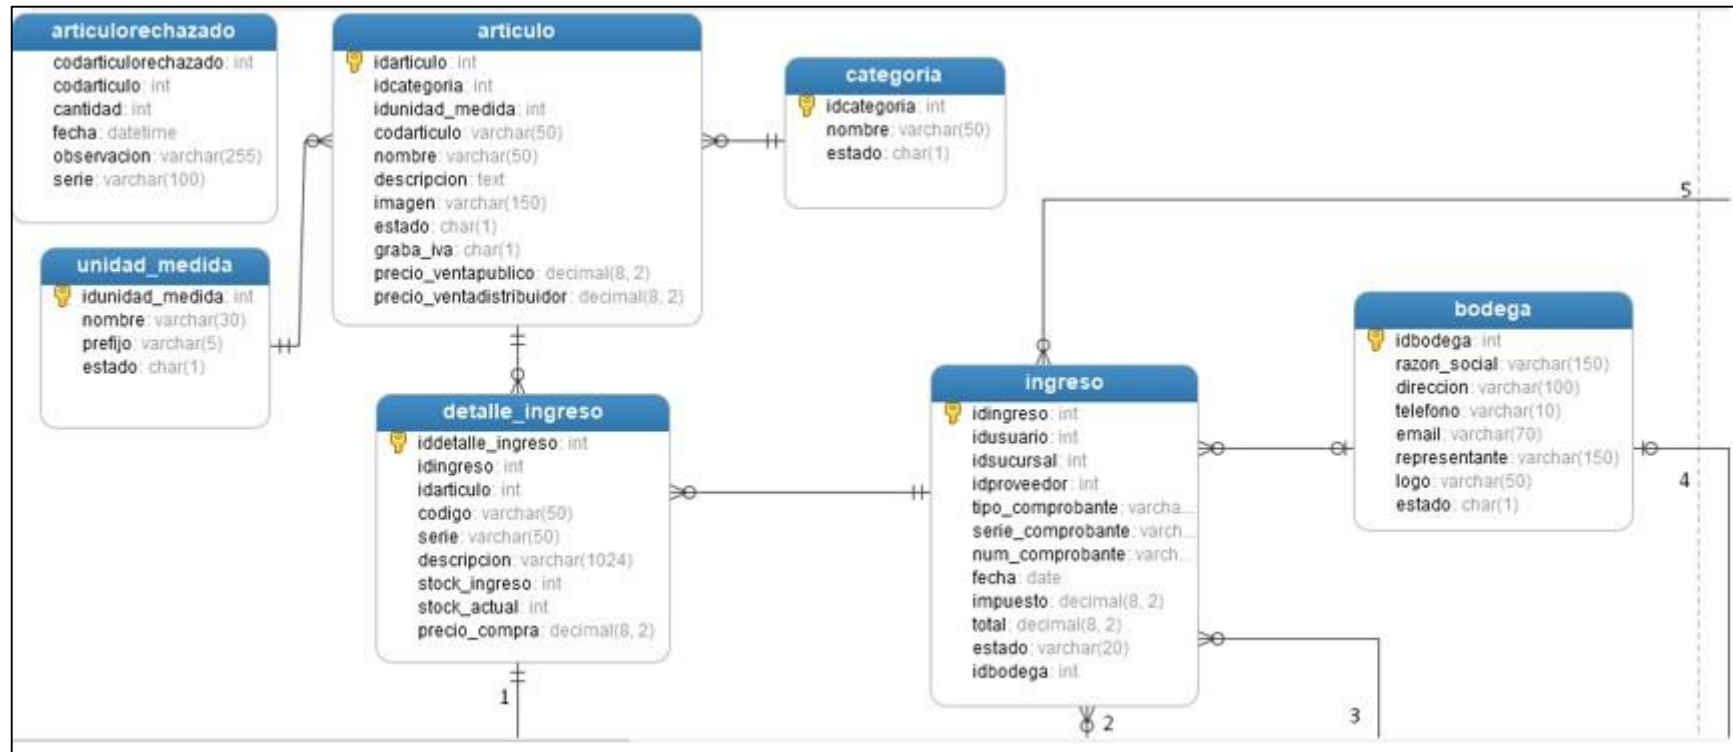 articulorechazado
codarticulorechazado: int
codarticulo: int
cantidad: int
fecha: datetime
observacion: varchar(255)
serie: varchar(100)
articulo
idarticulo: int
idcategoria: int
idunidad_medida: int
codarticulo: varchar(50)
nombre: varchar(50)
descripcion: text
imagen: varchar(150)
estado: char(1)
graba_iva: char(1)
precio_ventapublico: decimal(8, 2)
precio_ventadistribuidor: decimal(8, 2)
categoria
idcategoria: int
nombre: varchar(50)
estado: char(1)
unidad_medida
idunidad_medida: int
nombre: varchar(30)
prefijo: varchar(5)
estado: char(1)
5
bodega
idbodega: int
razon_social: varchar(150)
direccion: varchar(100)
telefono: varchar(10)
email: varchar(70)
representante: varchar(150)
logo: varchar(50)
estado: char(1)
4
detalle_ingreso
iddetalle_ingreso: int
idingreso: int
idarticulo: int
codigo: varchar(50)
serie: varchar(50)
descripcion: varchar(1024)
stock_ingreso: int
stock_actual: int
precio_compra: decimal(8, 2)
1
ingreso
idingreso: int
idusuario: int
idsucursal: int
idproveedor: int
tipo_comprobante: varcha...
serie_comprobante: varch...
num_comprobante: varch...
fecha: date
impuesto: decimal(8, 2)
total: decimal(8, 2)
estado: varchar(20)
idbodega: int
2
3